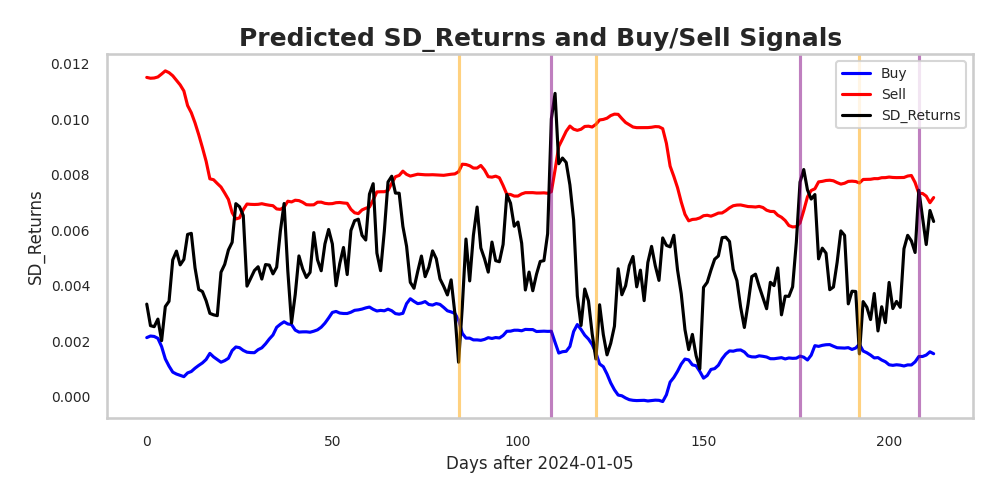 Predicted SD_Returns and Buy/Sell Signals
SD_Returns
0.012
0.010
0.008
0.006
0.004
0.002
0.000
Buy
Sell
SD_Returns
0
50
100
150
200
Days after 2024-01-05